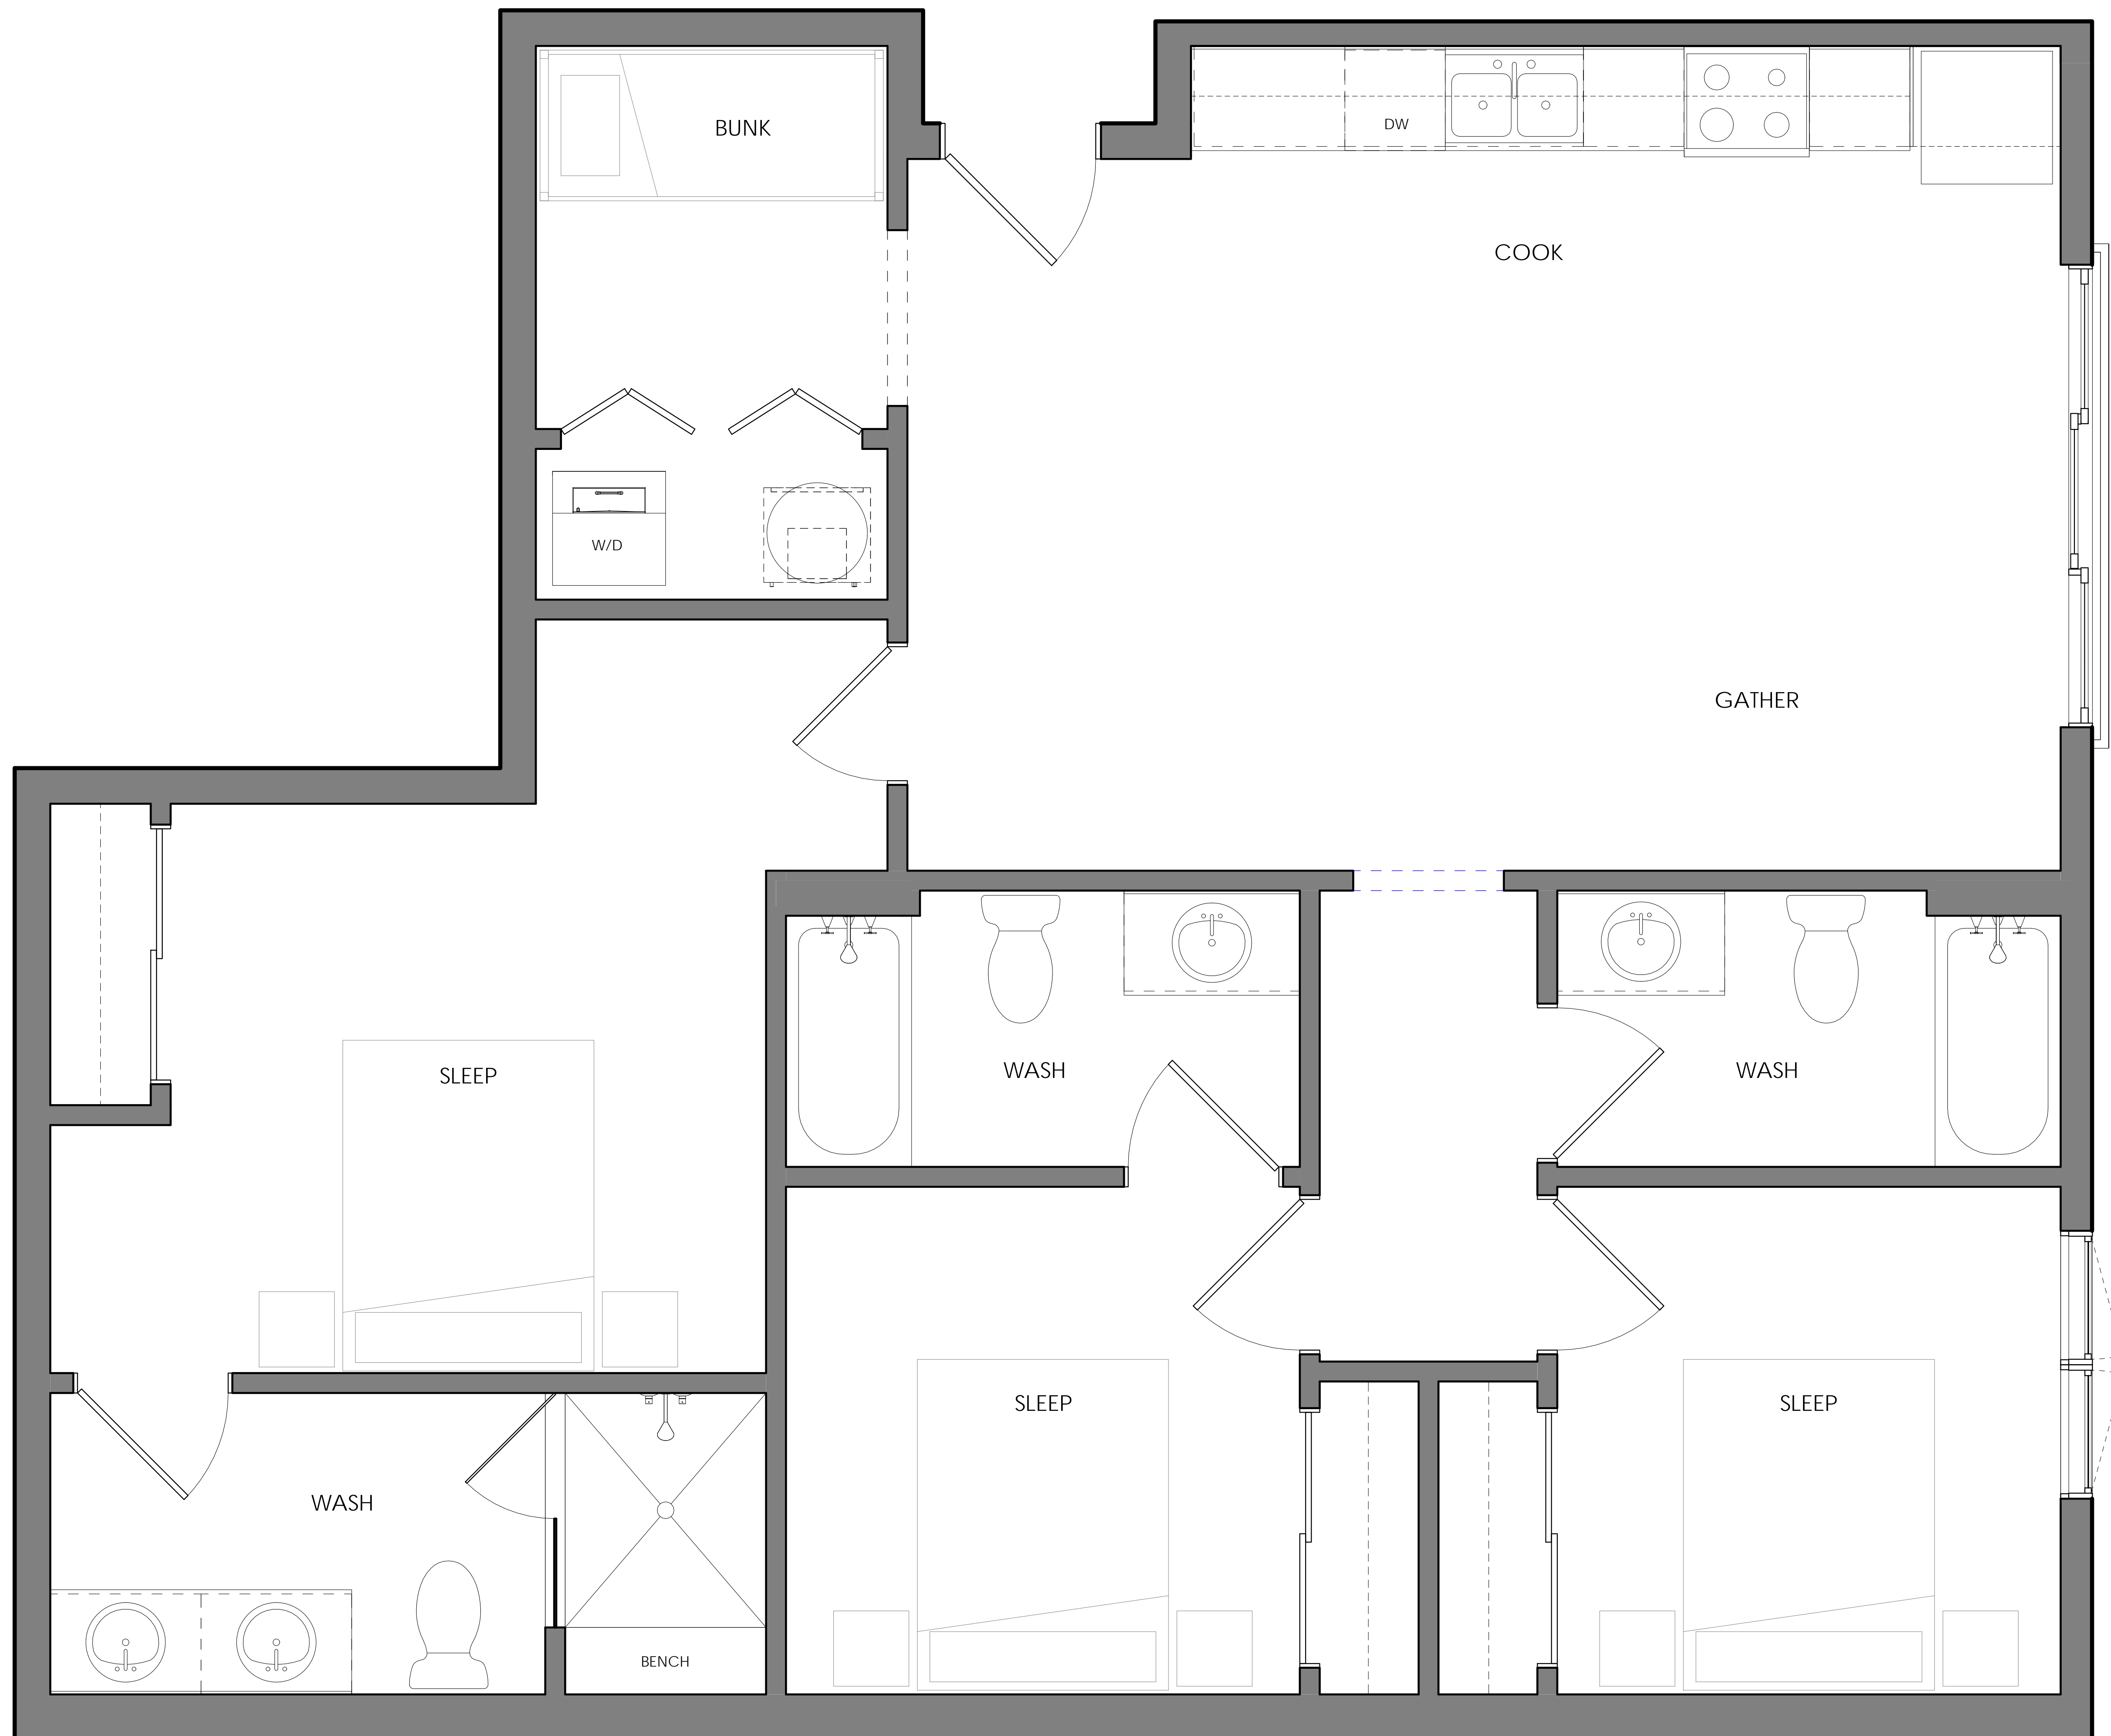 BUNK
DW
COOK
W/D
GATHER
SLEEP
WASH
WASH
SLEEP
SLEEP
WASH
BENCH